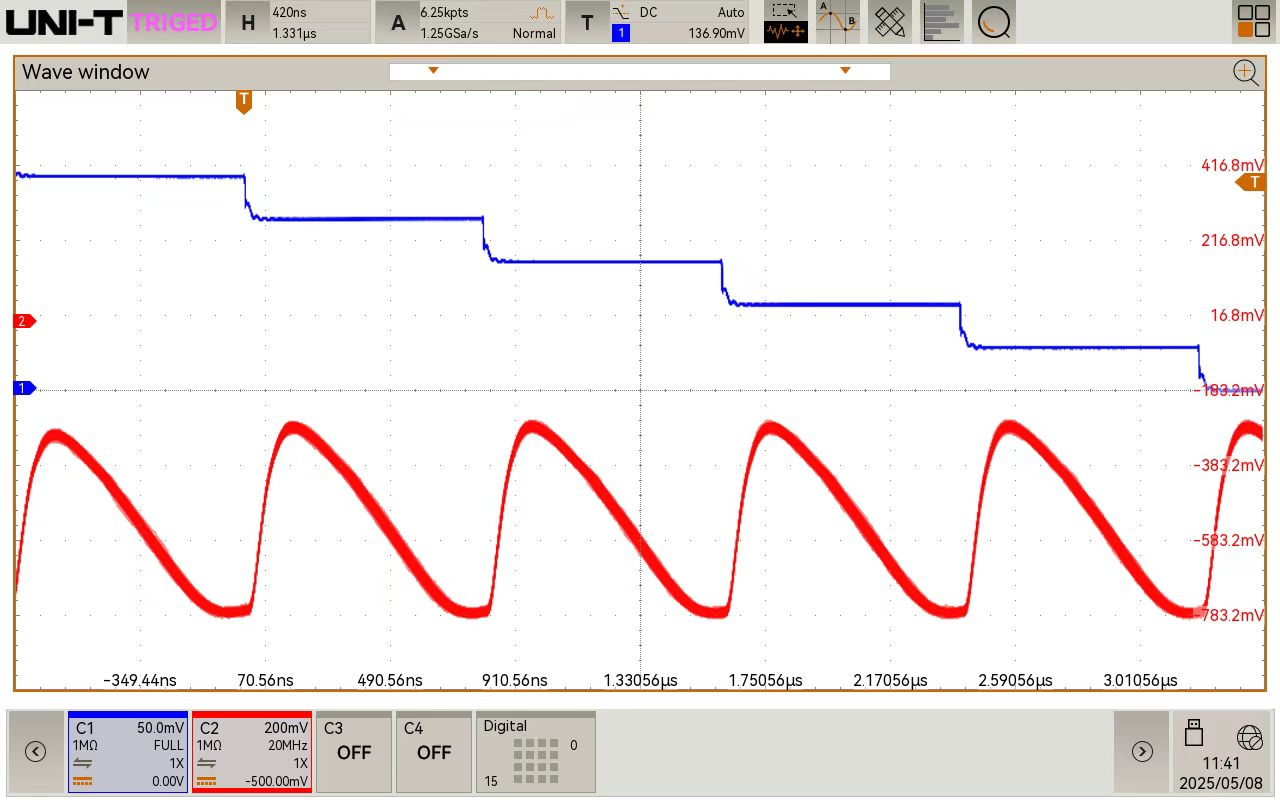 UNI-T TRIGED H 420ns A 6.25kpts T DC Auto
1.331µs 1.25GSa/s Normal 1 136.90mV
A B
Wave window
T
416.8mV
T
216.8mV
2
16.8mV
1
-183.2mV
-383.2mV
-583.2mV
-783.2mV
-349.44ns 70.56ns 490.56ns 910.56ns 1.33056µs 1.75056µs 2.17056µs 2.59056µs 3.01056µs
C1 50.0mV C2 200mV C3 C4 Digital
1MΩ FULL 1MΩ 20MHz OFF OFF 0
1X 1X 11:41
0.00V -500.00mV 15 2025/05/08